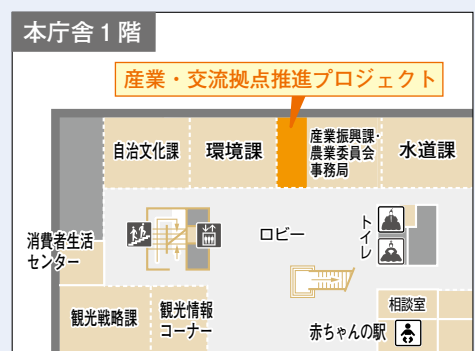 本庁舎1階
産業・交流拠点推進プロジェクト
自治文化課
環境課
産業振興課・
農業委員会
事務局
水道課
消費者生活
センター
ロビー
トイレ
観光戦略課
観光情報
コーナー
相談室
赤ちゃんの駅